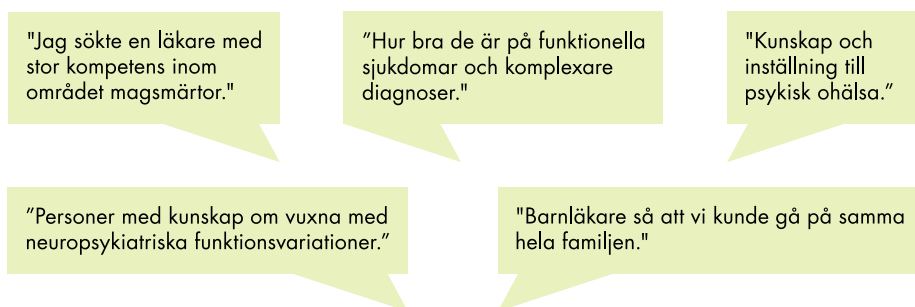 "Jag sökte en läkare med
stor kompetens inom
området magsmärtor."
”Hur bra de är på funktionella
sjukdomar och komplexare
diagnoser."
"Kunskap och
inställning till
psykisk ohälsa.”
”Personer med kunskap om vuxna med
neuropsykiatriska funktionsvariationer.”
"Barnläkare så att vi kunde gå på samma
hela familjen."